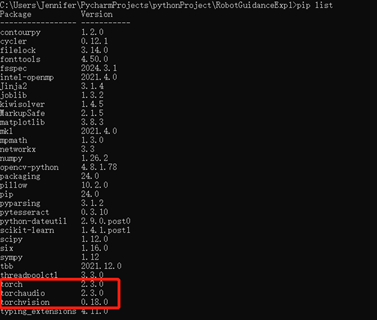 C:\Users\Jennifer\PycharmProjects\pythonProject\RobotGuidanceExp1>pip list
Package           Version
----------------- -----------
contourpy         1.2.0
cycler            0.12.1
filelock          3.14.0
fonttools         4.50.0
fsspec            2024.3.1
intel-openmp      2021.4.0
Jinja2            3.1.4
joblib            1.3.2
kiwisolver        1.4.5
MarkupSafe        2.1.5
matplotlib        3.8.3
mkl               2021.4.0
mpmath            1.3.0
networkx          3.3
numpy             1.26.2
opencv-python     4.8.1.78
packaging         24.0
pillow            10.2.0
pip               24.0
pyparsing         3.1.2
pytesseract       0.3.10
python-dateutil   2.9.0.post0
scikit-learn      1.4.1.post1
scipy             1.12.0
six               1.16.0
sympy             1.12
tbb               2021.12.0
threadpoolctl     3.3.0
torch             2.3.0
torchaudio        2.3.0
torchvision       0.18.0
typing_extensions 4.11.0